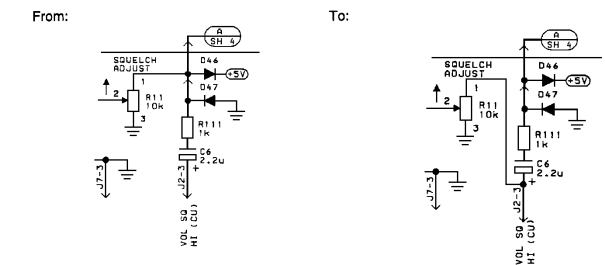 From:
A
SH 4
SQUELCH
ADJUST
D46
1
+5V
D47
2
R11
10k
3
R111
1k
C6
2.2u
+
J7-3
J2-3
VOL SQ
HI (CU)
To:
A
SH 4
SQUELCH
ADJUST
D46
1
+5V
D47
2
R11
10k
3
R111
1k
C6
2.2u
+
J7-3
J2-3
VOL SQ
HI (CU)